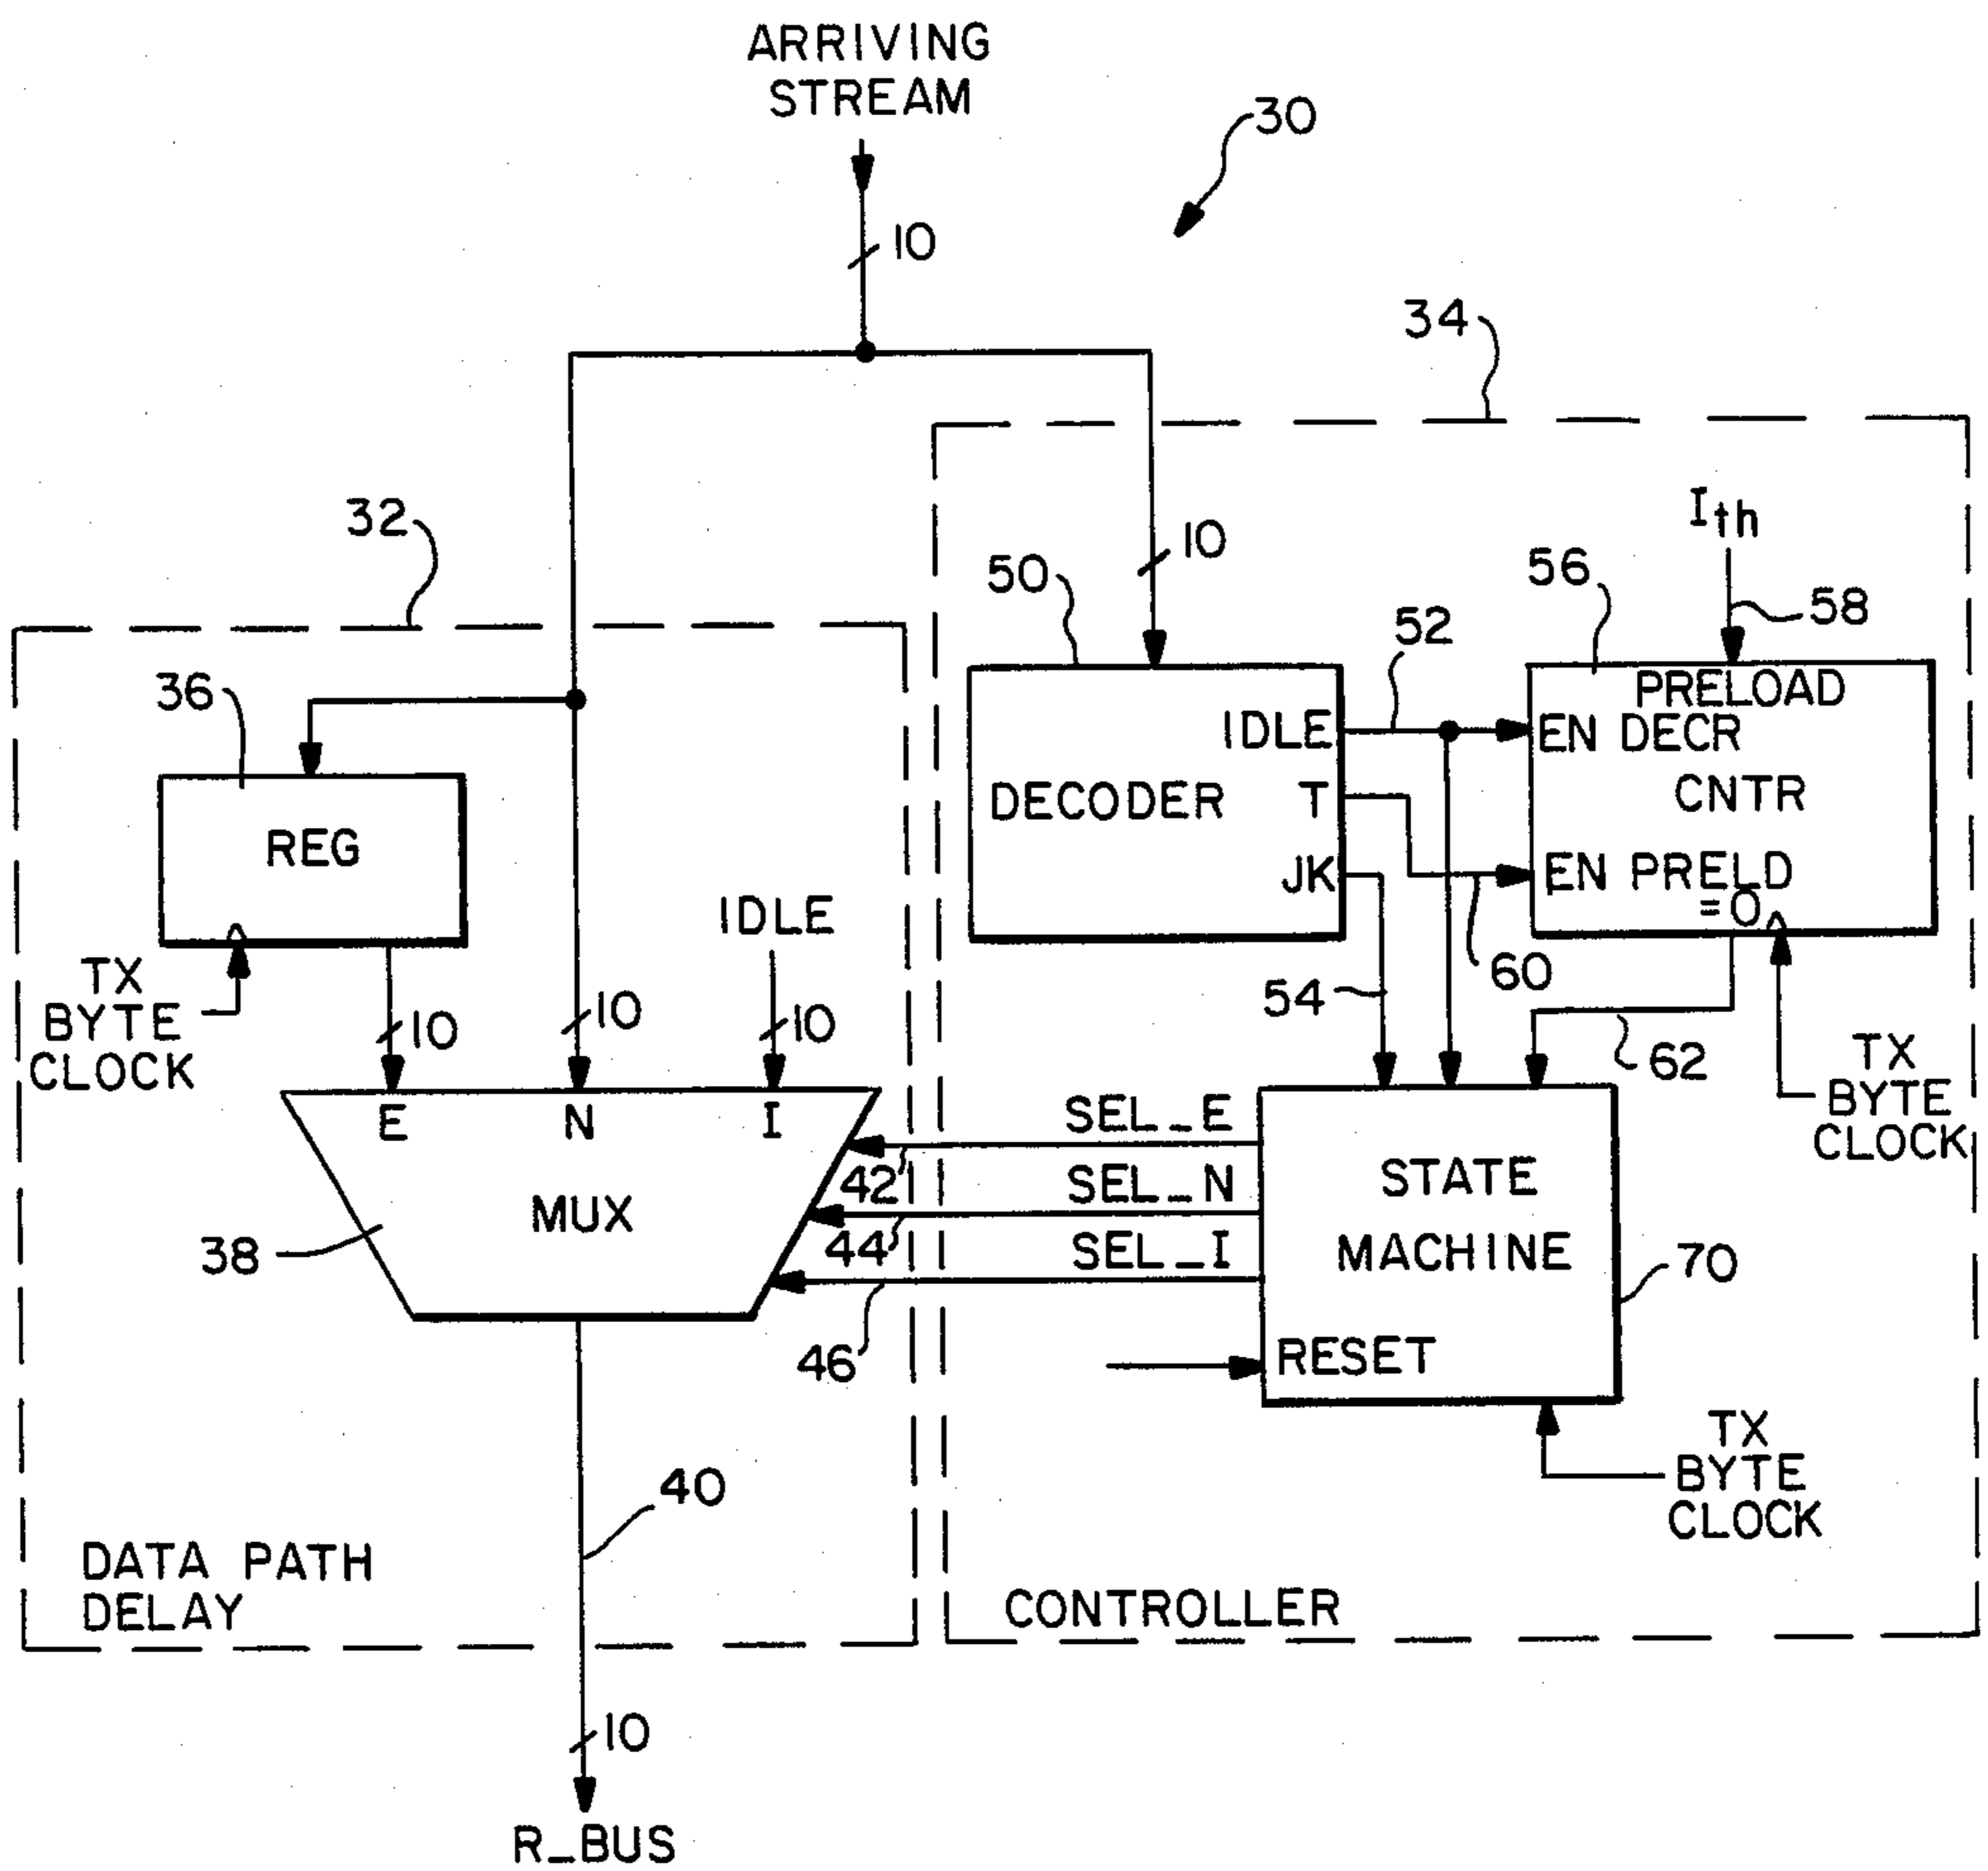 ARRIVING
STREAM
30
10
34
32
10
Ith
50
56
58
52
36
PRELOAD
IDLE
EN DECR
DECODER
T
CNTR
REG
JK
EN PRELD
=0
IDLE
TX
BYTE
CLOCK
10
10
10
54
60
62
TX
BYTE
CLOCK
E
N
I
SEL_E
42
SEL_N
44
SEL_I
46
MUX
38
STATE
MACHINE
70
RESET
TX
BYTE
CLOCK
40
DATA PATH
DELAY
CONTROLLER
10
R_BUS